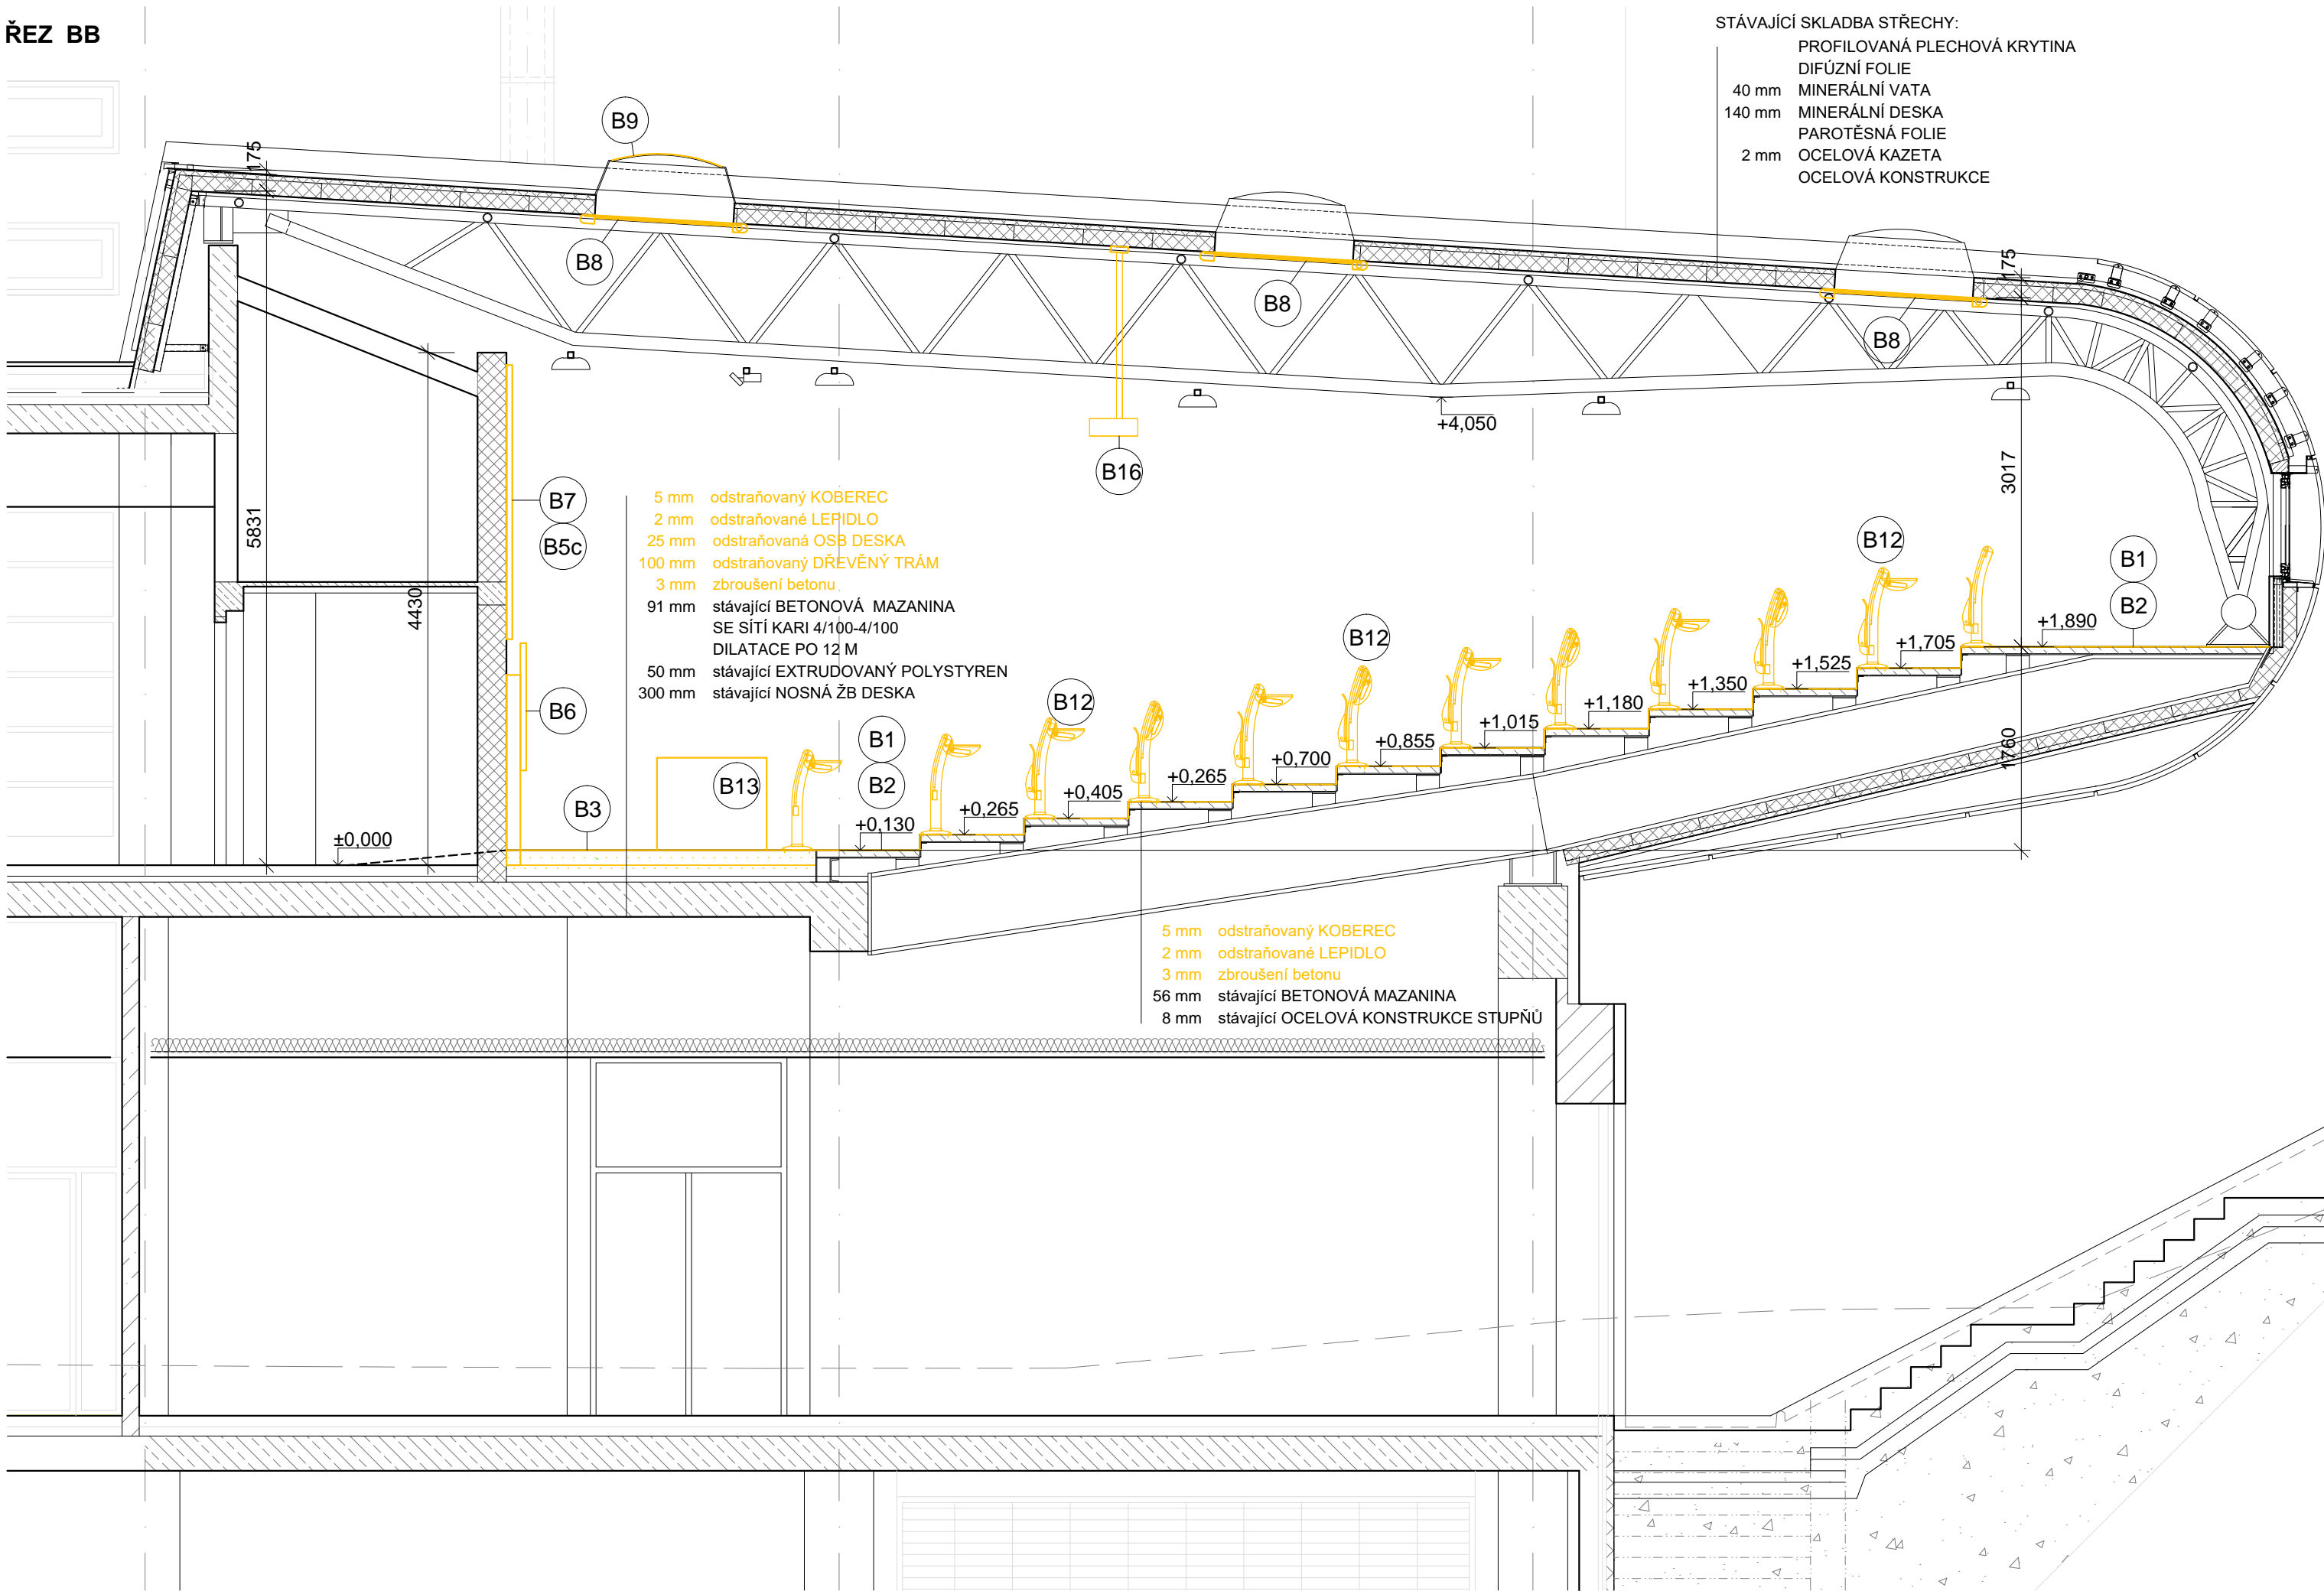 ŘEZ BB
STÁVAJÍCÍ SKLADBA STŘECHY:
PROFILOVANÁ PLECHOVÁ KRYTINA
DIFÚZNÍ FOLIE
40 mm MINERÁLNÍ VATA
140 mm MINERÁLNÍ DESKA
PAROTĚSNÁ FOLIE
2 mm OCELOVÁ KAZETA
OCELOVÁ KONSTRUKCE
B9
175
B8
B8
175
B8
+4,050
B16
3017
5831
4430
B7
B5c
B6
5 mm odstraňovaný KOBEREC
2 mm odstraňované LEPIDLO
25 mm odstraňovaná OSB DESKA
100 mm odstraňovaný DŘEVĚNÝ TRÁM
3 mm zbroušení betonu
91 mm stávající BETONOVÁ MAZANINA
SE SÍTÍ KARI 4/100-4/100
DILATACE PO 12 M
50 mm stávající EXTRUDOVANÝ POLYSTYREN
300 mm stávající NOSNÁ ŽB DESKA
B12
B1
B2
+1,890
+1,705
B12
+1,525
+1,350
B12
+1,180
+1,015
B1
B2
+0,855
1760
+0,700
B13
+0,265
+0,405
B3
+0,265
+0,130
±0,000
5 mm odstraňovaný KOBEREC
2 mm odstraňované LEPIDLO
3 mm zbroušení betonu
56 mm stávající BETONOVÁ MAZANINA
8 mm stávající OCELOVÁ KONSTRUKCE STUPŇŮ